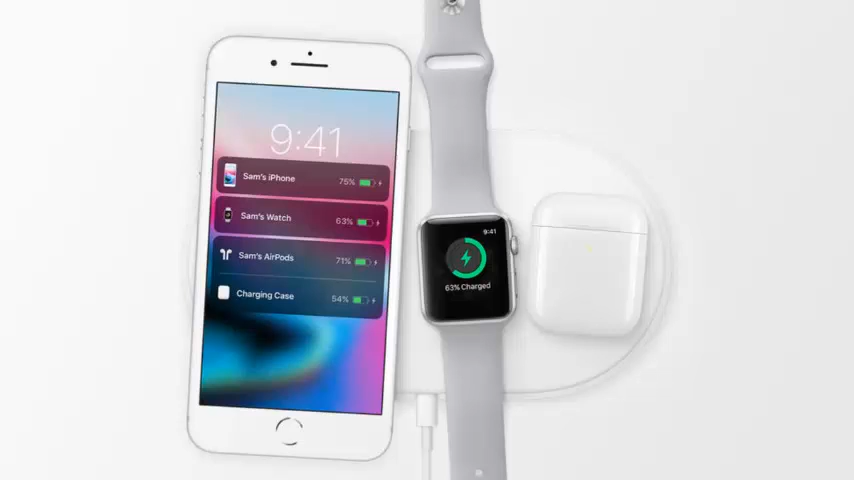 9:41
Sam's iPhone 75%
Sam's Watch 63%
Sam's AirPods 71%
Charging Case 54%
9:41
63% Charged